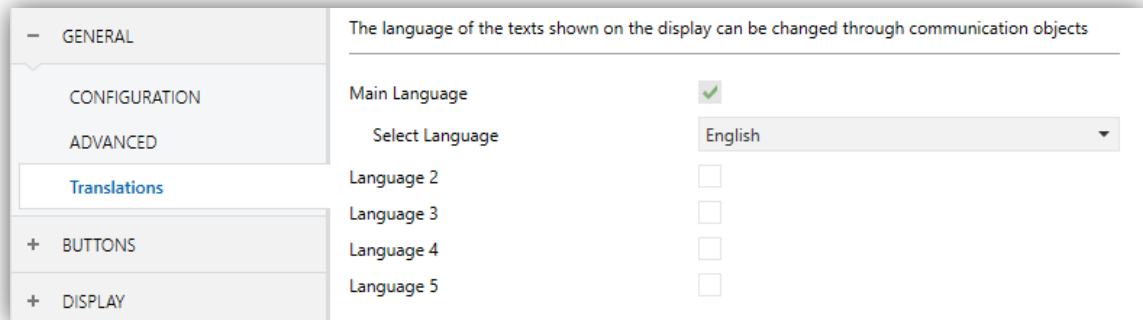 GENERAL
CONFIGURATION
ADVANCED
Translations
BUTTONS
DISPLAY
The language of the texts shown on the display can be changed through communication objects
Main Language
Select Language English
Language 2
Language 3
Language 4
Language 5